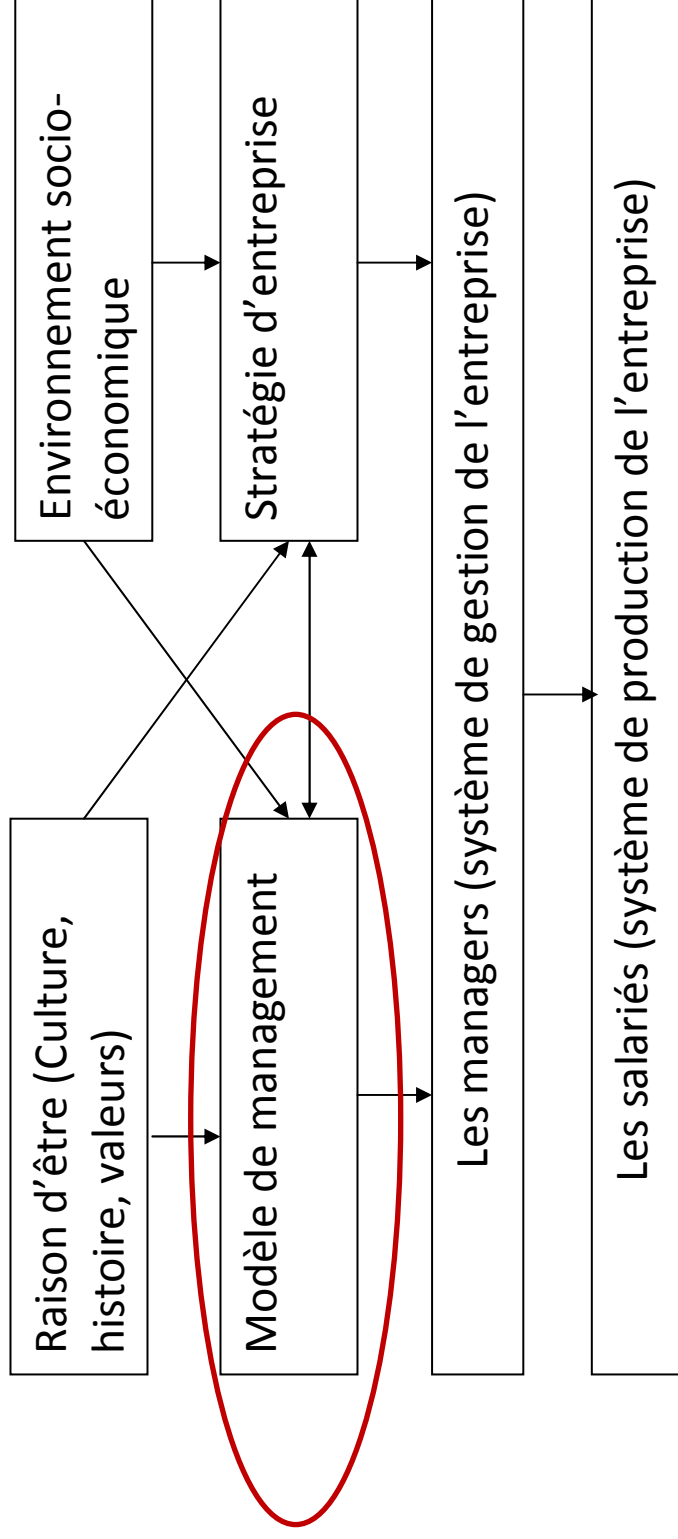 Raison d’être (Culture,
histoire, valeurs)
Environnement socio-
économique
Modèle de management
Stratégie d’entreprise
Les managers (système de gestion de l’entreprise)
Les salariés (système de production de l’entreprise)